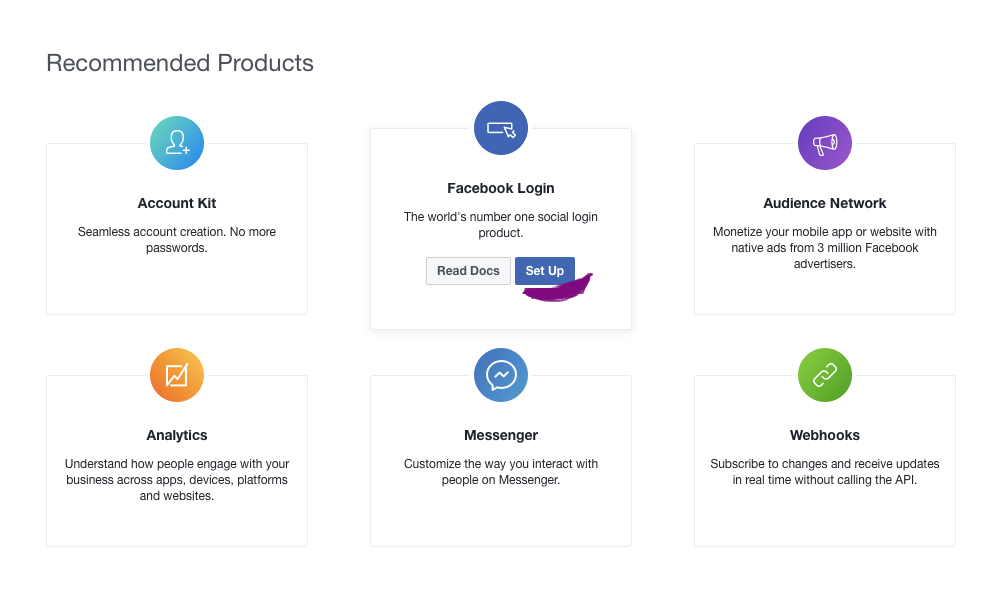 Recommended Products
Account Kit
Seamless account creation. No more
passwords.
Facebook Login
The world's number one social login
product.
Read Docs
Set Up
Audience Network
Monetize your mobile app or website with
native ads from 3 million Facebook
advertisers.
Analytics
Understand how people engage with your
business across apps, devices, platforms
and websites.
Messenger
Customize the way you interact with
people on Messenger.
Webhooks
Subscribe to changes and receive updates
in real time without calling the API.